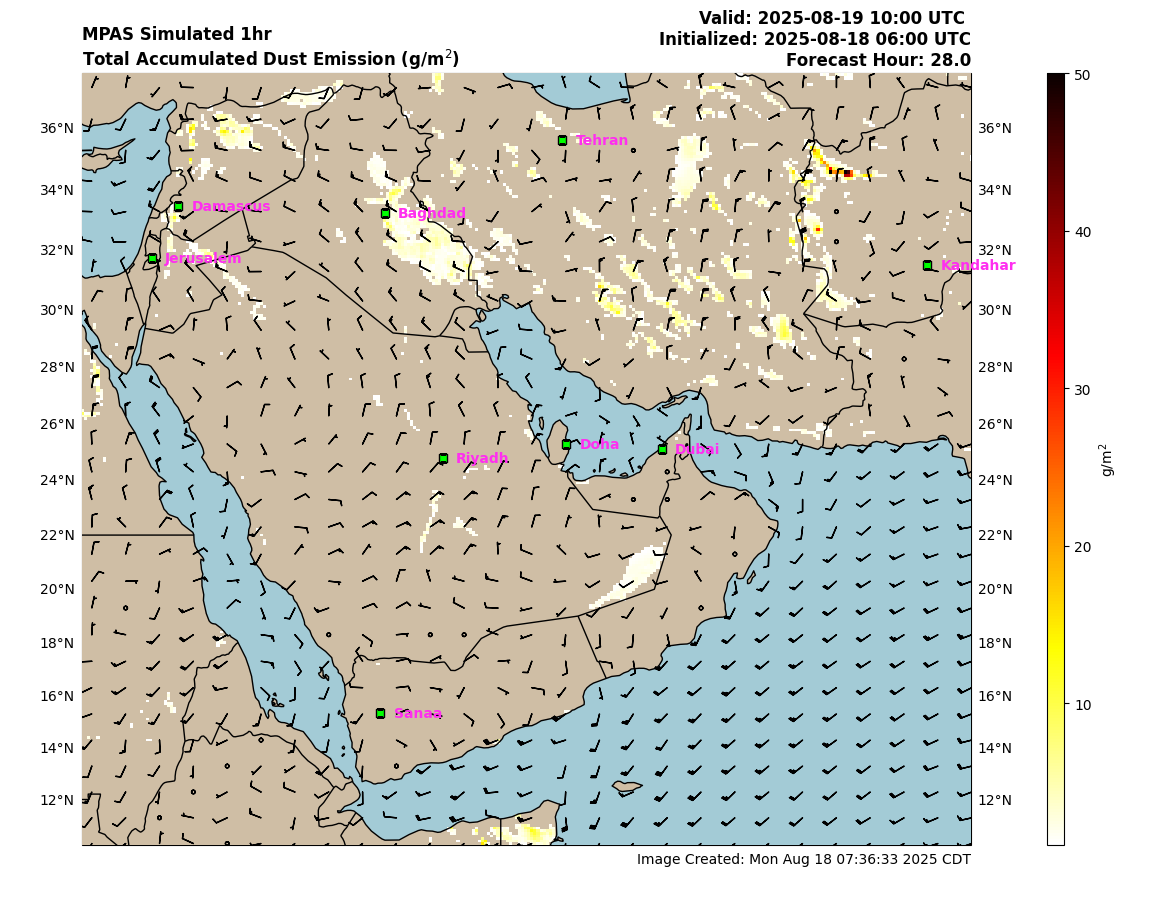 MPAS Simulated 1hr
Total Accumulated Dust Emission (g/m²)
Valid: 2025-08-19 10:00 UTC
Initialized: 2025-08-18 06:00 UTC
Forecast Hour: 28.0
36°N
34°N
32°N
30°N
28°N
26°N
24°N
22°N
20°N
18°N
16°N
14°N
12°N
Tehran
Damascus
Baghdad
Jerusalem
Kandahar
Doha
Dubai
Riyadh
Sanaa
36°N
34°N
32°N
30°N
28°N
26°N
24°N
22°N
20°N
18°N
16°N
14°N
12°N
50
40
30
20
10
g/m²
Image Created: Mon Aug 18 07:36:33 2025 CDT